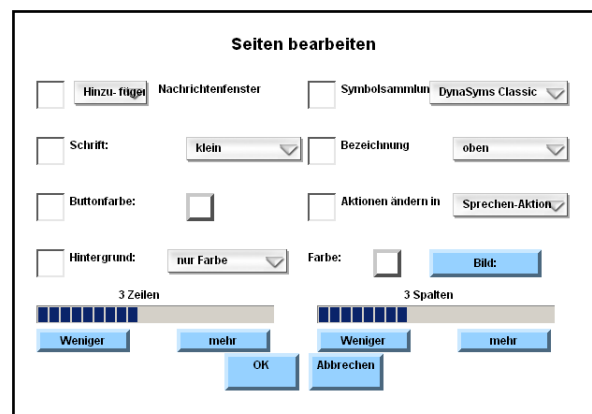 Seiten bearbeiten
Hinzu- fügen Nachrichtenfenster Symbolsammlun DynaSyms Classic
Schrift: klein Bezeichnung oben
Buttonfarbe: Aktionen ändern in Sprechen-Aktion
Hintergrund: nur Farbe Farbe: Bild:
3 Zeilen 3 Spalten
Weniger mehr Weniger mehr
OK Abbrechen